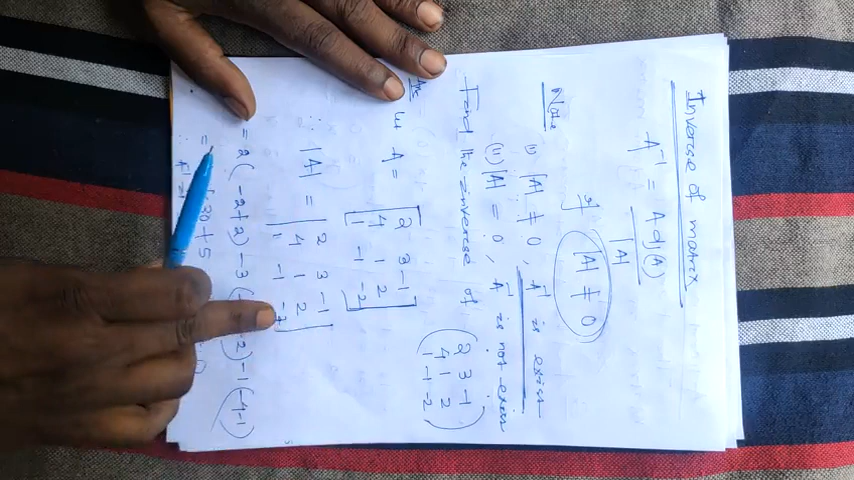 Inverse of matrix
A⁻¹ = Adj(A) / |A|
if |A| ≠ 0
Note (i) |A| ≠ 0, A⁻¹ is exist
(ii) |A| = 0, A⁻¹ is not exist
Find the inverse of
2 3 -1
4 1 2
1 -1 -2
A =
2 3 -1
4 1 2
1 -1 -2
|A| =
2 3 -1
4 1 2
1 -1 -2
= 2(-2+2) -3( -2) -1(-4-1)
= 30 + 5